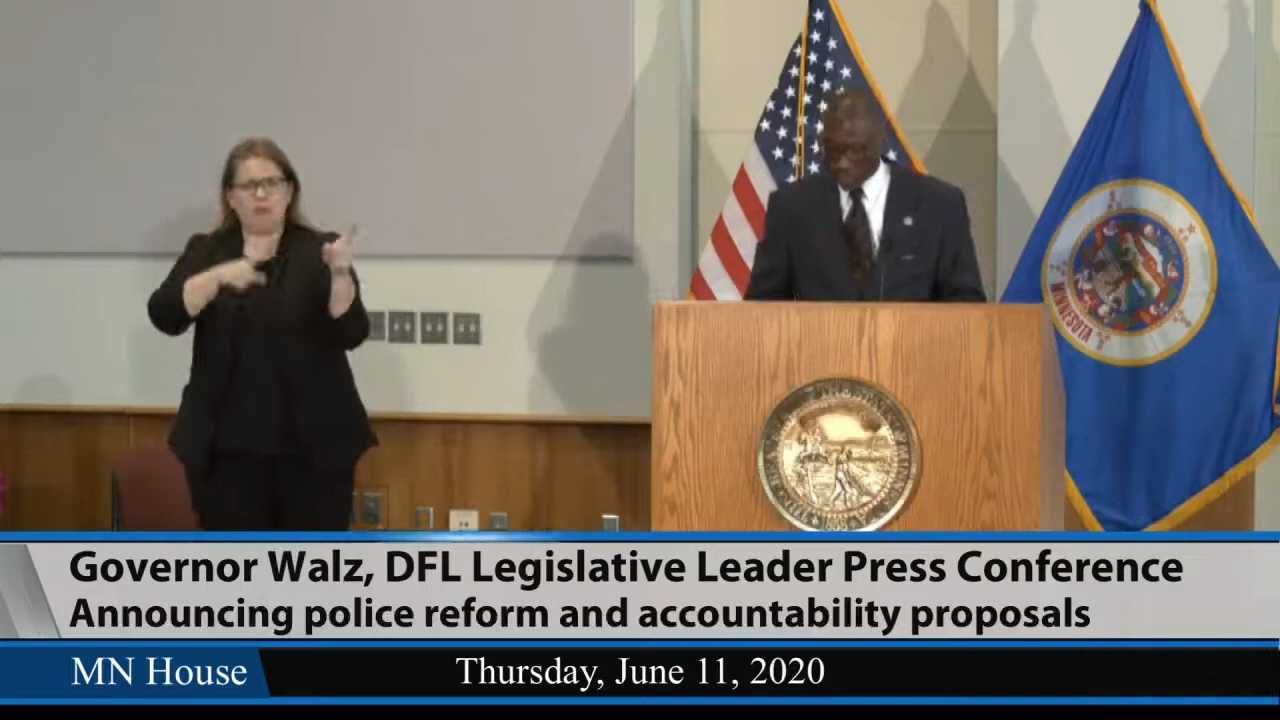 MINNESOTA
Governor Walz, DFL Legislative Leader Press Conference
Announcing police reform and accountability proposals
MN House
Thursday, June 11, 2020